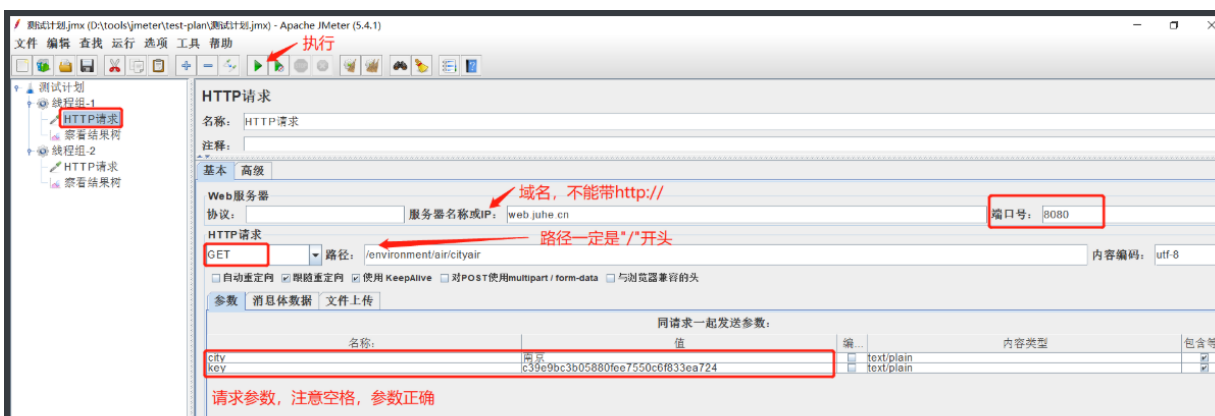 测试计划.jmx (D:\tools\jmeter\test-plan\测试计划.jmx) - Apache JMeter (5.4.1)
文件 编辑 查找 运行 选项 工具 帮助
执行
测试计划
线程组-1
HTTP请求
察看结果树
线程组-2
HTTP请求
察看结果树
HTTP请求
名称: HTTP请求
注释:
基本 高级
Web服务器
域名，不能带http://
协议: 服务器名称或IP: web.juhe.cn 端口号: 8080
HTTP请求
路径一定是"/"开头
GET 路径: /environment/air/cityair 内容编码: utf-8
自动重定向 跟随重定向 使用 KeepAlive 对POST使用multipart / form-data 与浏览器兼容的头
参数 消息体数据 文件上传
同请求一起发送参数:
名称: 值 编... 内容类型 包含等
city 南京 text/plain
key c39e9bc3b05880fee7550c6f833ea724 text/plain
请求参数，注意空格，参数正确